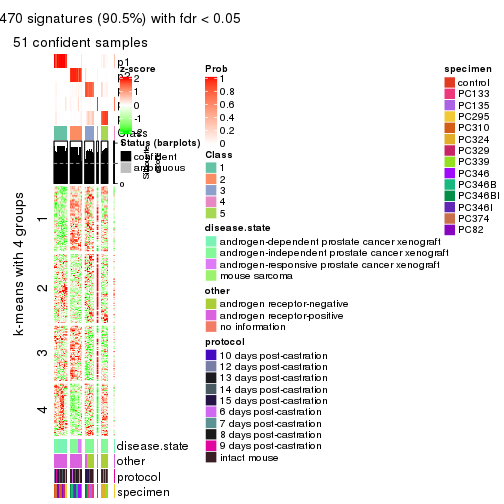 470 signatures (90.5%) with fdr < 0.05
51 confident samples
p1
z-score
2
1
0
-1
-2
Class
Status (barplots)
confident
ambiguous
0
k-means with 4 groups
1
2
3
4
disease.state
other
protocol
specimen
Prob
1
0.8
0.6
0.4
0.2
0
Class
1
2
3
4
5
disease.state
androgen-dependent prostate cancer xenograft
androgen-independent prostate cancer xenograft
androgen-responsive prostate cancer xenograft
mouse sarcoma
other
androgen receptor-negative
androgen receptor-positive
no information
protocol
10 days post-castration
12 days post-castration
13 days post-castration
14 days post-castration
15 days post-castration
6 days post-castration
7 days post-castration
8 days post-castration
9 days post-castration
intact mouse
specimen
control
PC133
PC135
PC295
PC310
PC324
PC329
PC339
PC346
PC346B
PC346BI
PC346I
PC374
PC82